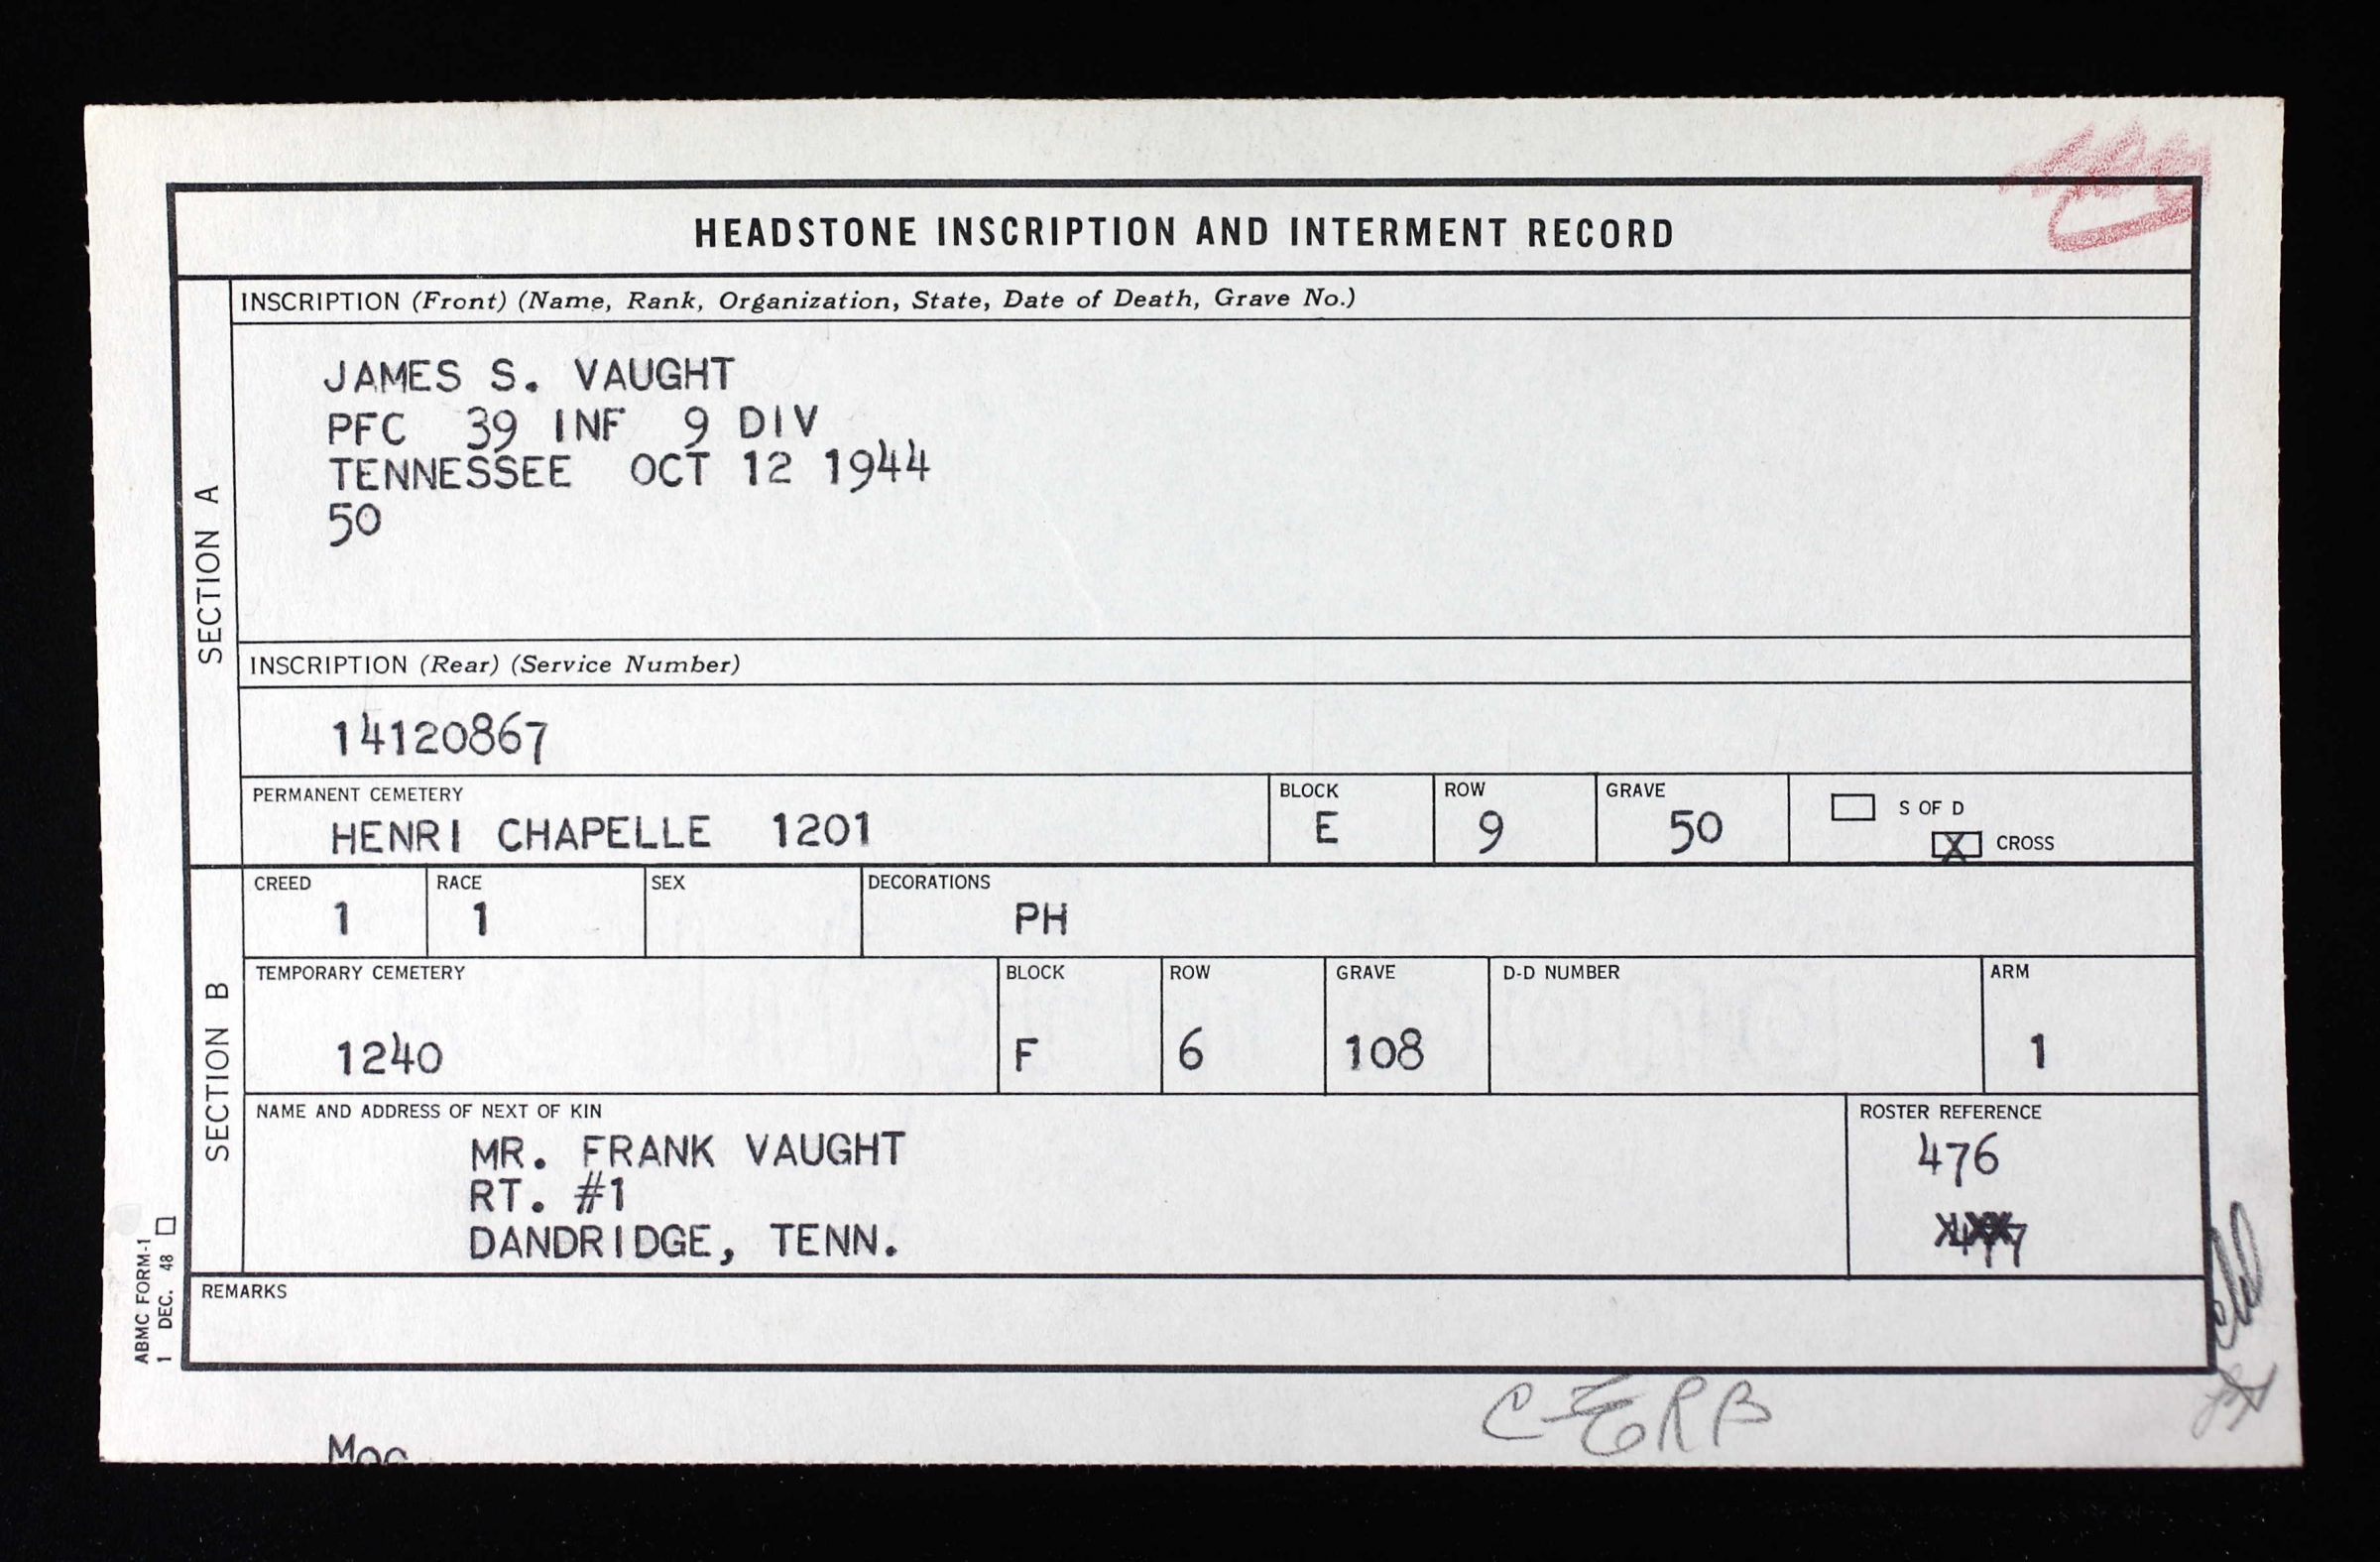 HEADSTONE INSCRIPTION AND INTERMENT RECORD
SECTION A
INSCRIPTION (Front) (Name, Rank, Organization, State, Date of Death, Grave No.)
JAMES S. VAUGHT
PFC 39 INF 9 DIV
TENNESSEE OCT 12 1944
50
INSCRIPTION (Rear) (Service Number)
14120867
PERMANENT CEMETERY BLOCK ROW GRAVE
HENRI CHAPELLE 1201 E 9 50
S OF D
X CROSS
SECTION B
CREED RACE SEX DECORATIONS
1 1 PH
TEMPORARY CEMETERY BLOCK ROW GRAVE D-D NUMBER ARM
1240 F 6 108 1
NAME AND ADDRESS OF NEXT OF KIN ROSTER REFERENCE
MR. FRANK VAUGHT 476
RT. #1
DANDRIDGE, TENN.
REMARKS
ABMC FORM-1
1 DEC. 48